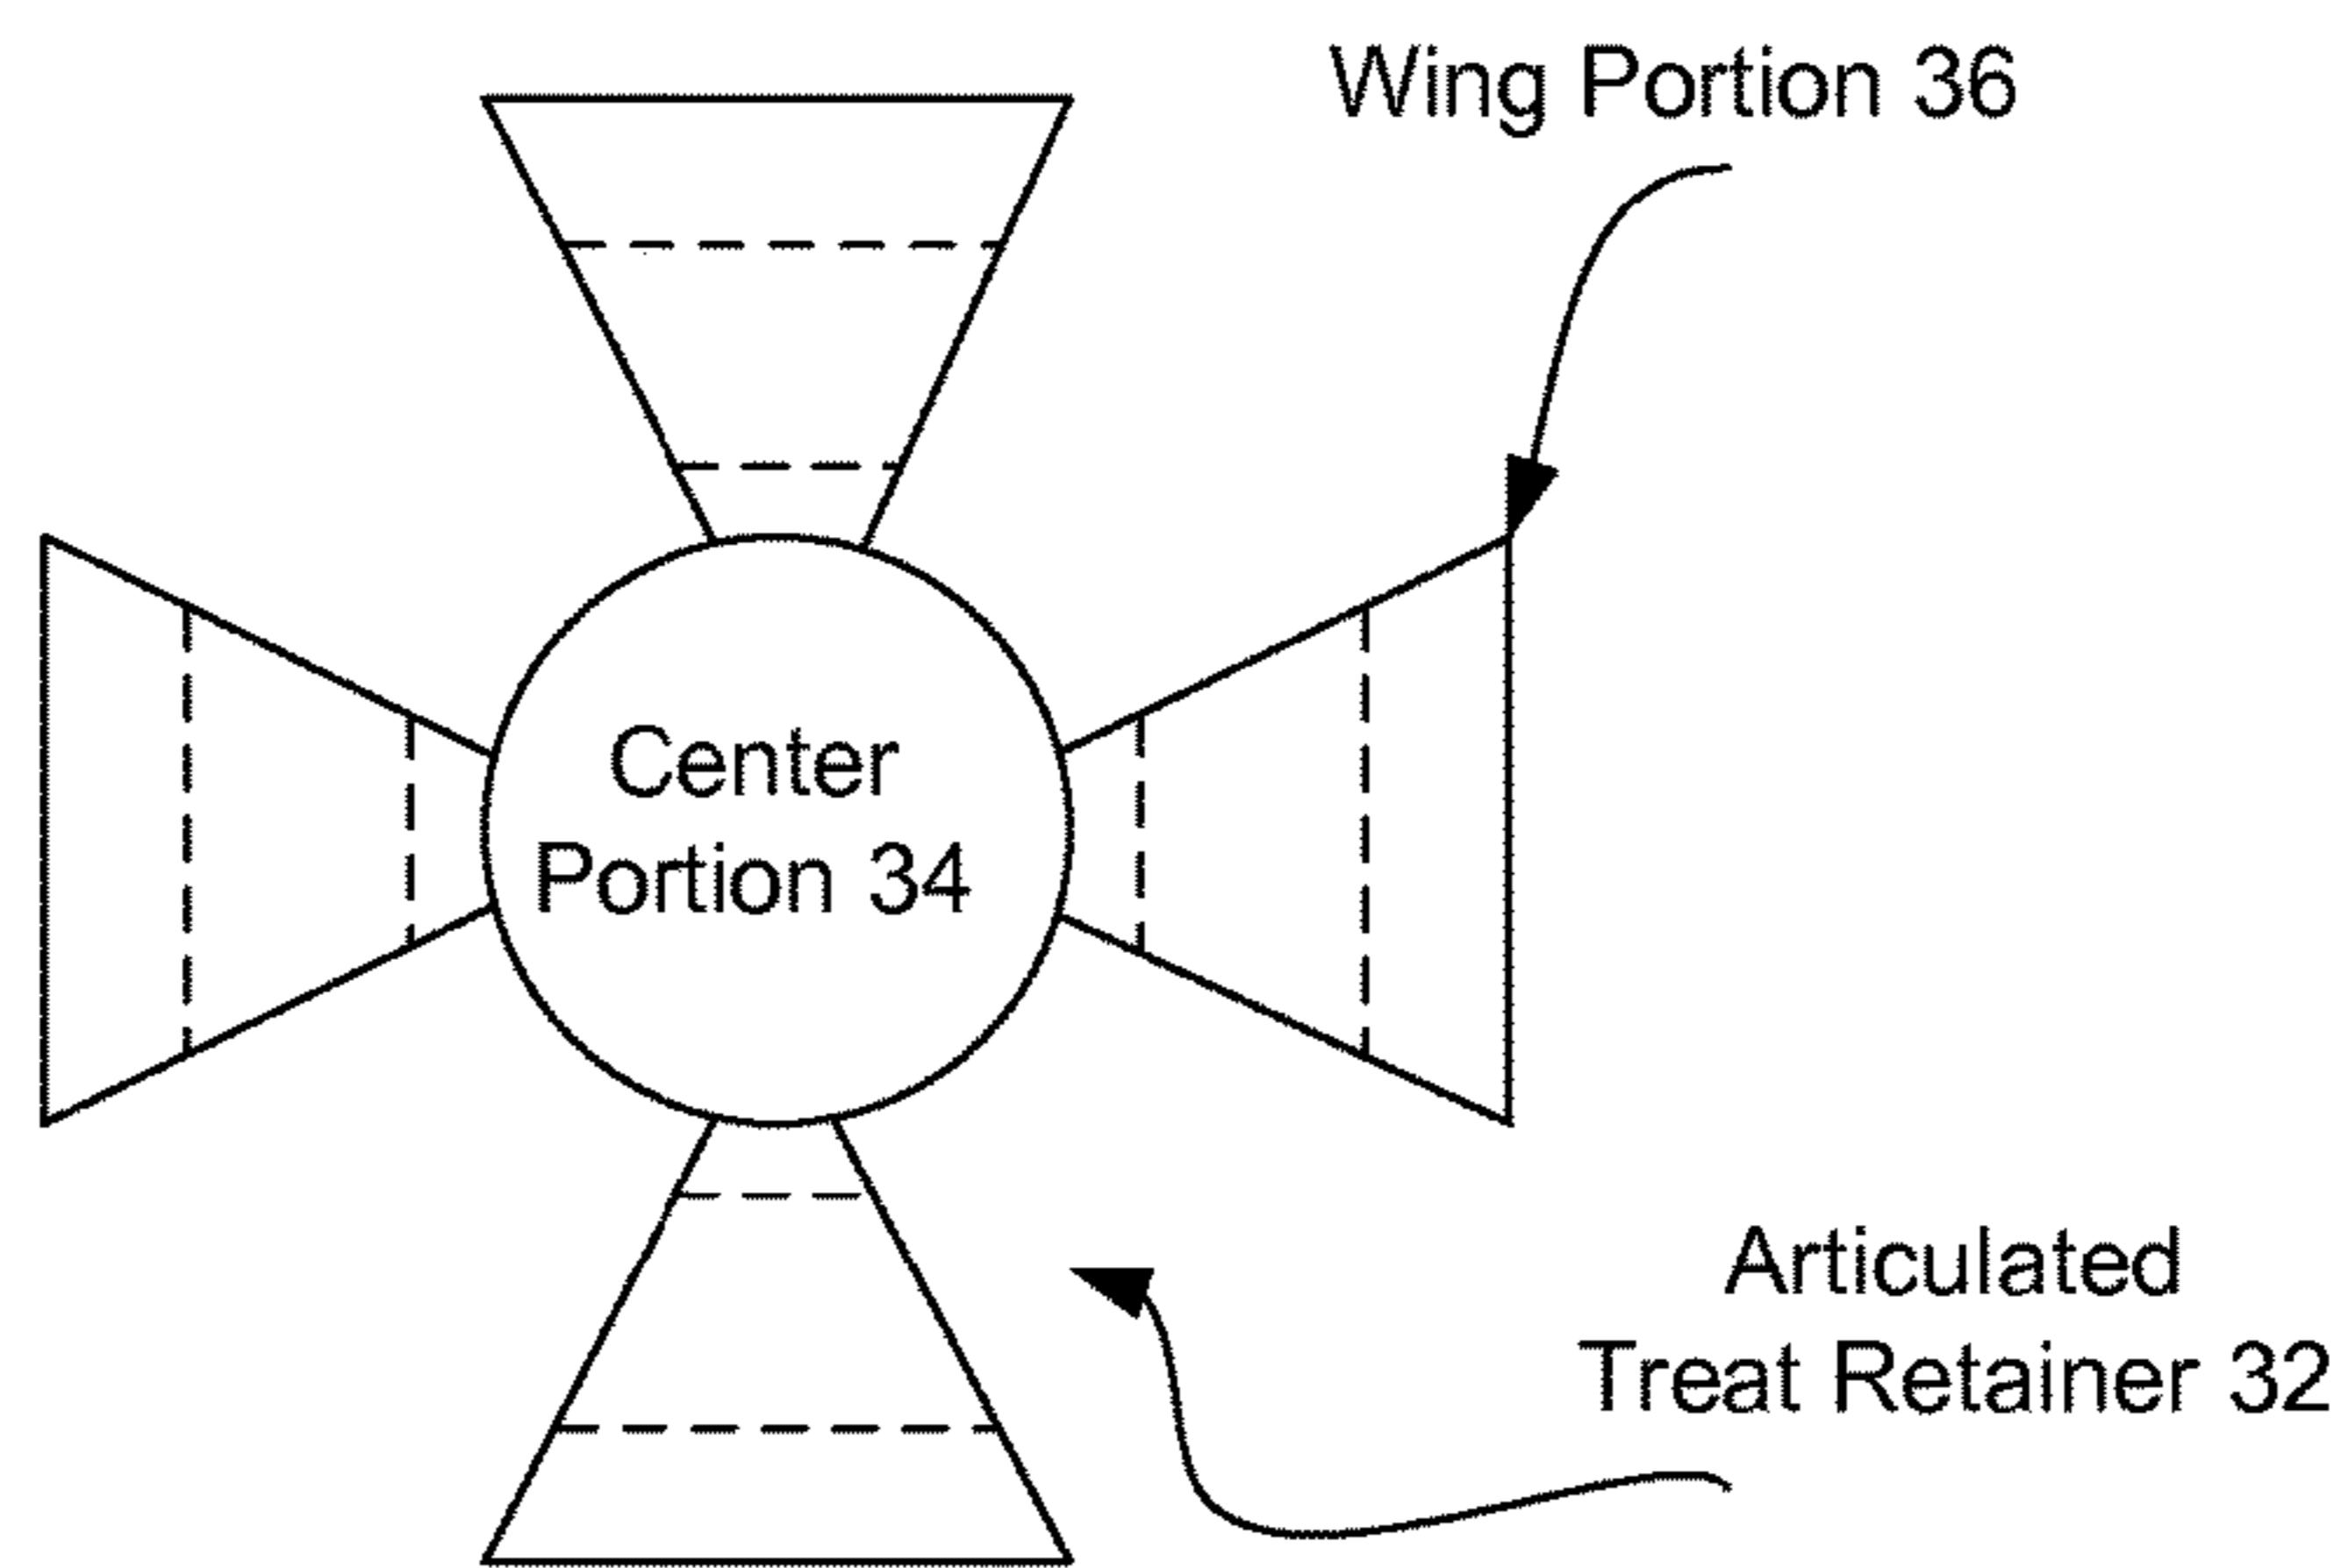 Wing Portion 36
Center
Portion 34
Articulated
Treat Retainer 32